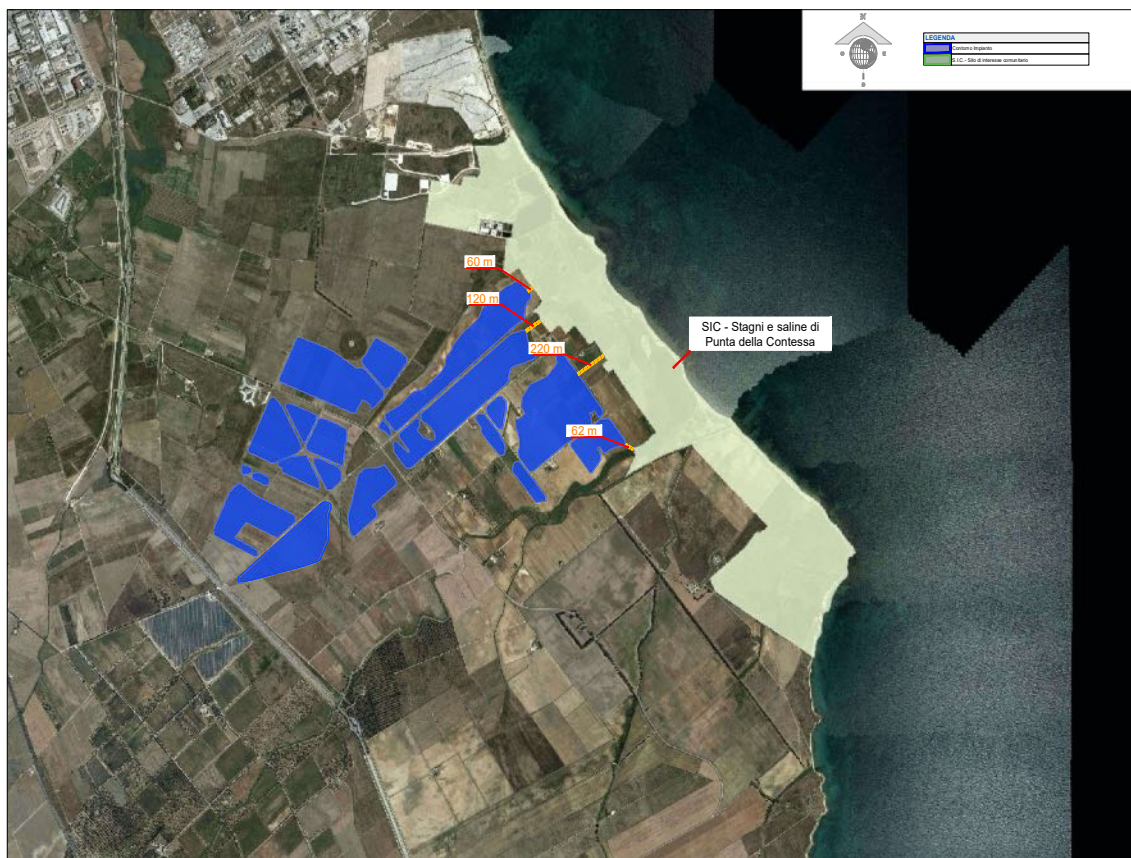 N
O
E
S
LEGENDA
Contorno Impianto
S.I.C. - Sito di interesse comunitario
60 m
120 m
SIC - Stagni e saline di
Punta della Contessa
220 m
62 m